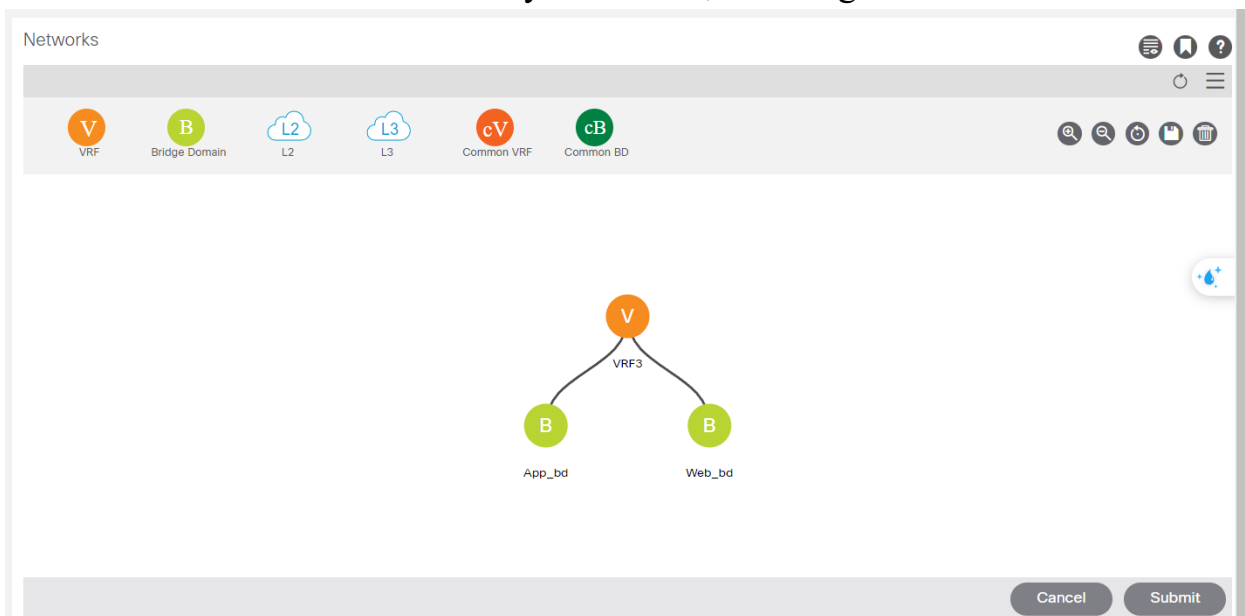 Networks
?
V B L2 L3 cV cB
VRF Bridge Domain L2 L3 Common VRF Common BD
V
VRF3
B B
App_bd Web_bd
Cancel Submit